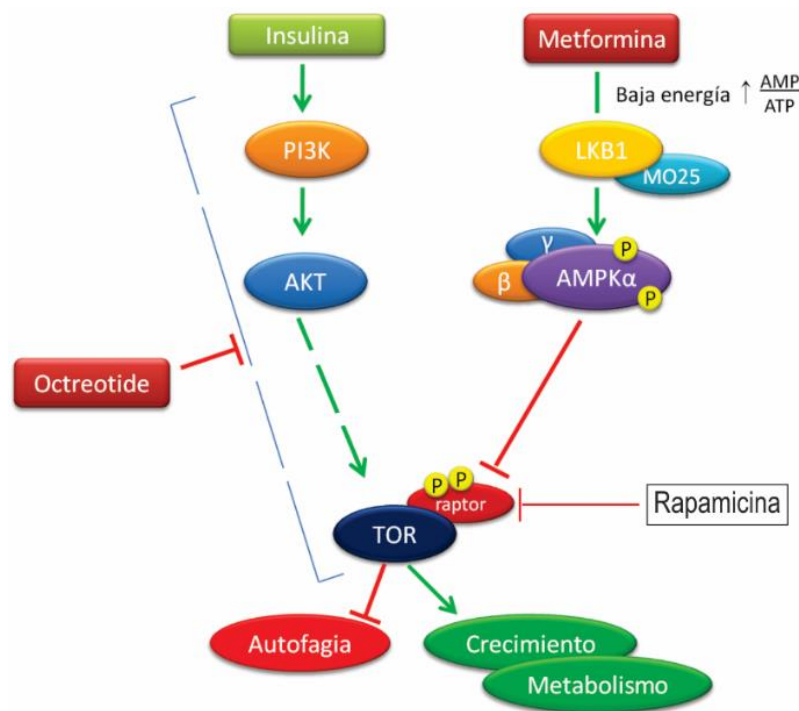 Insulina
Metformina
Baja energía ↑ AMP
ATP
PI3K
LKB1
MO25
AKT
γ
β
AMPKα
P
P
Octreotide
P P
raptor
Rapamicina
TOR
Autofagia
Crecimiento
Metabolismo